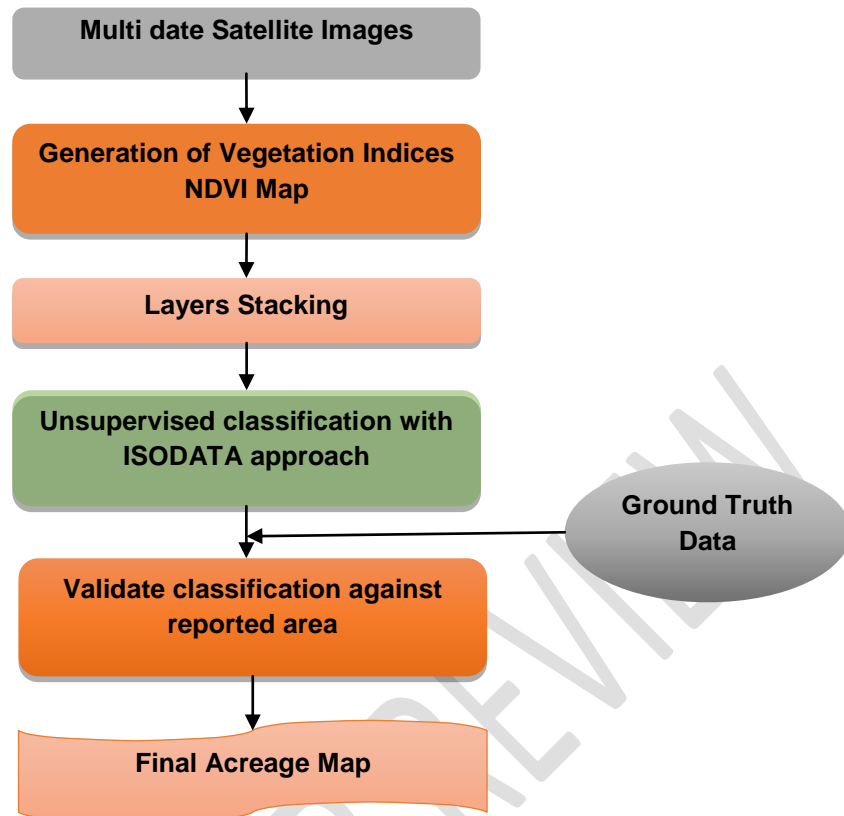 Multi date Satellite Images
Generation of Vegetation Indices
NDVI Map
Layers Stacking
Unsupervised classification with
ISODATA approach
Ground Truth
Data
Validate classification against
reported area
Final Acreage Map
REVIEW